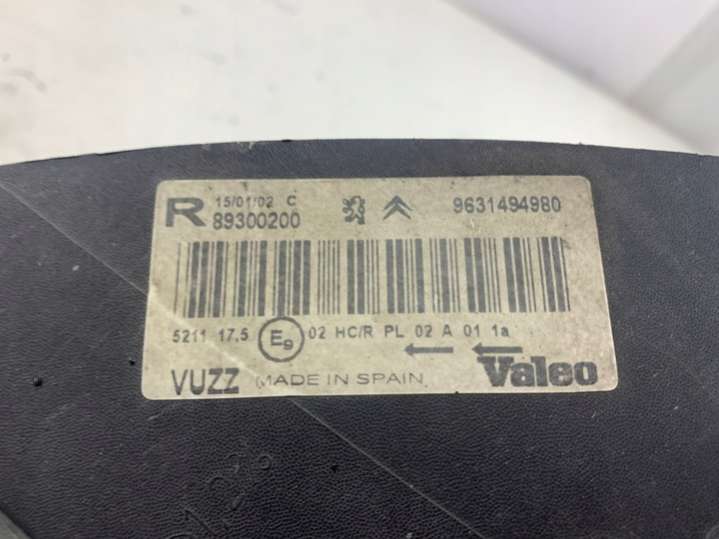 R 15/01/02 C
89300200
9631494980
5211 17.5 E9 02 HC/R PL 02 A 01 1a
VUZZ MADE IN SPAIN Valeo